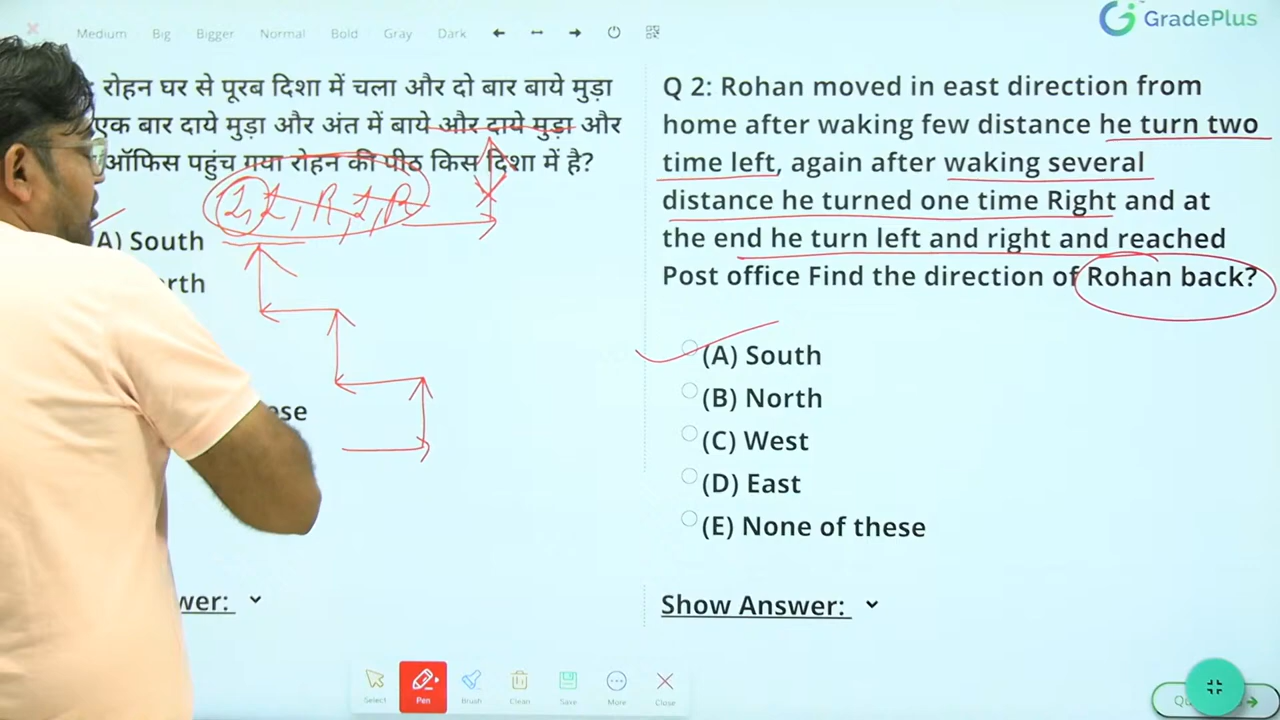 Medium Big Bigger Normal Bold Gray Dark
GradePlus
: रोहन घर से पूरब दिशा में चला और दो बार बाये मुड़ा
एक बार दाये मुड़ा और अंत में बाये और दाये मुड़ा और
ऑफिस पहुंच गया रोहन की पीठ किस दिशा में है?
L, L, R, L, R
A) South
rth
ese
wer:
Q 2: Rohan moved in east direction from
home after waking few distance he turn two
time left, again after waking several
distance he turned one time Right and at
the end he turn left and right and reached
Post office Find the direction of Rohan back?
(A) South
(B) North
(C) West
(D) East
(E) None of these
Show Answer:
Select Pen Brush Clean Save More Close
Qu